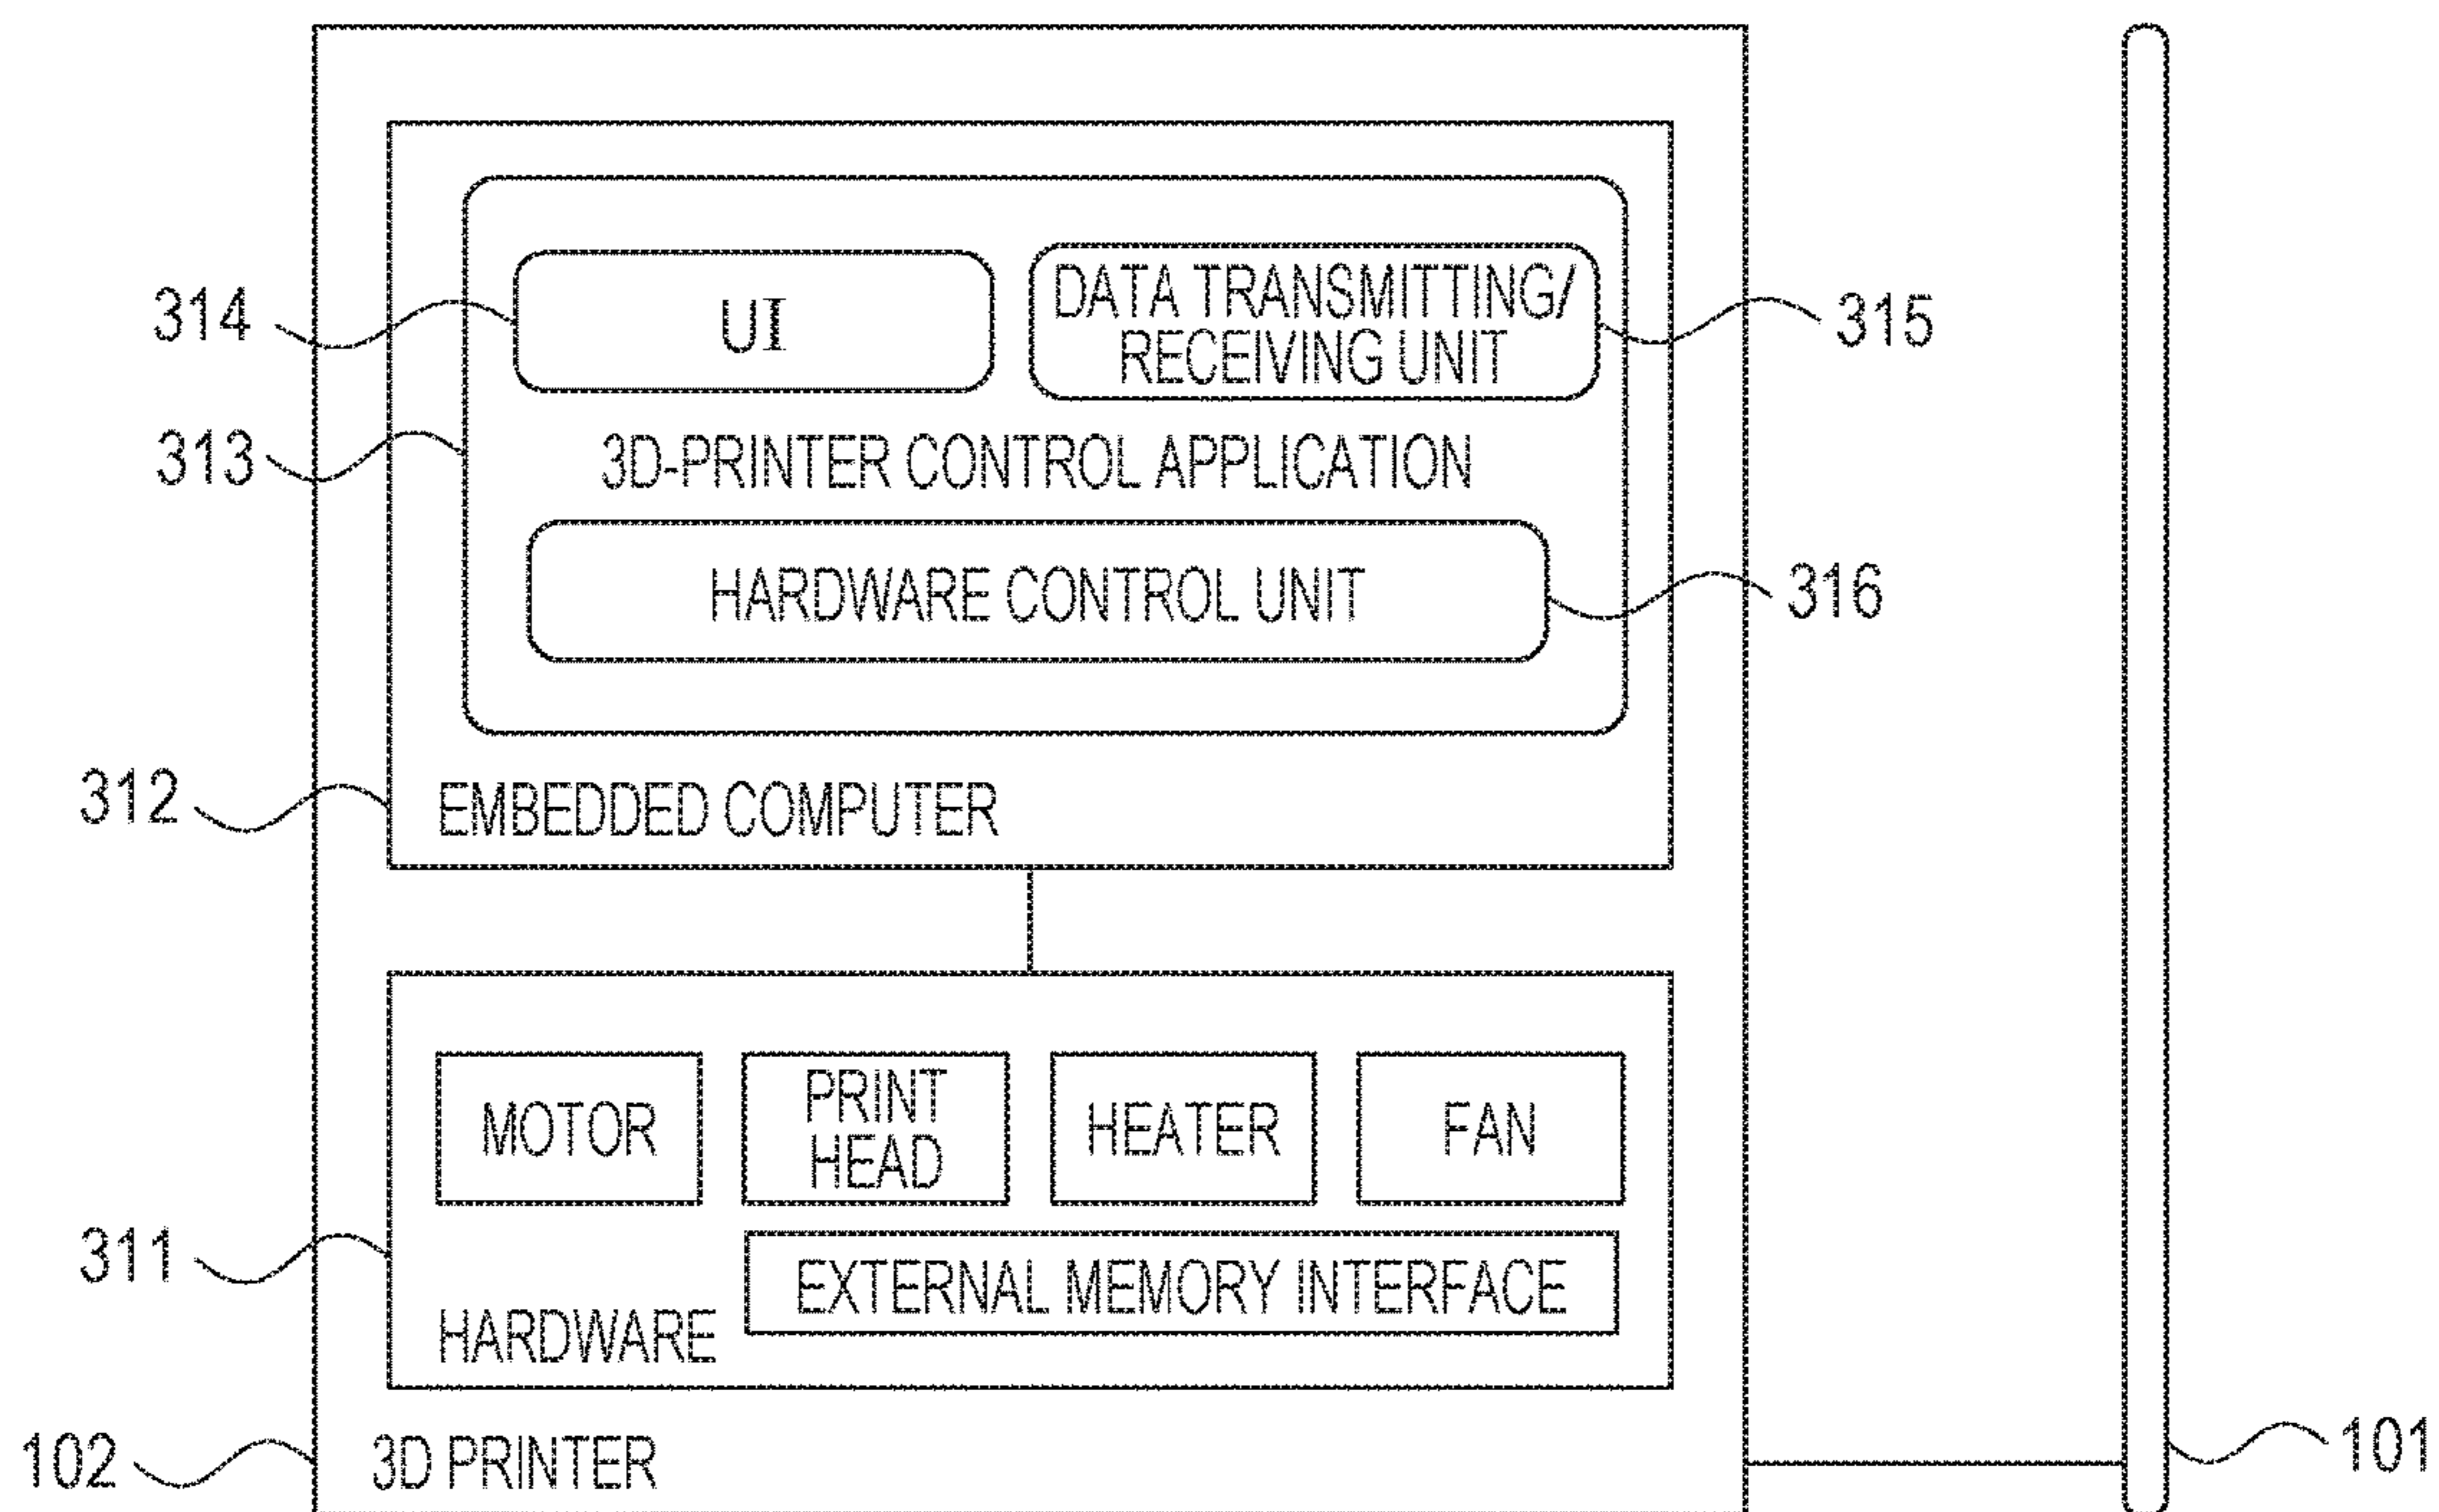 314
UI
DATA TRANSMITTING/
RECEIVING UNIT
315
313
3D-PRINTER CONTROL APPLICATION
HARDWARE CONTROL UNIT
316
312
EMBEDDED COMPUTER
MOTOR
PRINT
HEAD
HEATER
FAN
311
EXTERNAL MEMORY INTERFACE
HARDWARE
102
3D PRINTER
101